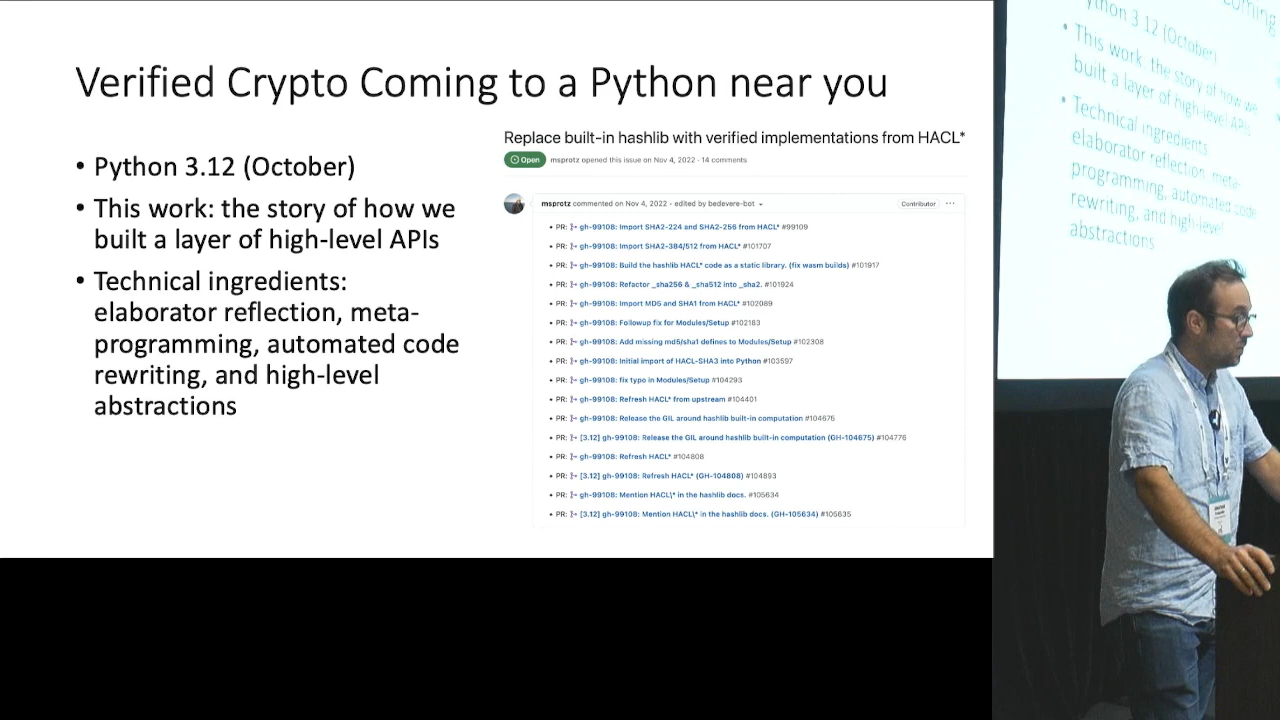 Verified Crypto Coming to a Python near you
• Python 3.12 (October)
• This work: the story of how we
built a layer of high-level APIs
• Technical ingredients:
elaborator reflection, meta-
programming, automated code
rewriting, and high-level
abstractions
Replace built-in hashlib with verified implementations from HACL*
Open msprotz opened this issue on Nov 4, 2022 · 14 comments
msprotz commented on Nov 4, 2022 • edited by bedevere-bot
Contributor ···
• PR: gh-99108: Import SHA2-224 and SHA2-256 from HACL* #99109
• PR: gh-99108: Import SHA2-384/512 from HACL* #101707
• PR: gh-99108: Build the hashlib HACL* code as a static library. (fix wasm builds) #101917
• PR: gh-99108: Refactor _sha256 & _sha512 into _sha2. #101924
• PR: gh-99108: Import MD5 and SHA1 from HACL* #102089
• PR: gh-99108: Followup fix for Modules/Setup #102183
• PR: gh-99108: Add missing md5/sha1 defines to Modules/Setup #102308
• PR: gh-99108: Initial import of HACL-SHA3 into Python #103597
• PR: gh-99108: fix typo in Modules/Setup #104293
• PR: gh-99108: Refresh HACL* from upstream #104401
• PR: gh-99108: Release the GIL around hashlib built-in computation #104675
• PR: [3.12] gh-99108: Release the GIL around hashlib built-in computation (GH-104675) #104776
• PR: gh-99108: Refresh HACL* #104808
• PR: [3.12] gh-99108: Refresh HACL* (GH-104808) #104893
• PR: gh-99108: Mention HACL\* in the hashlib docs. #105634
• PR: [3.12] gh-99108: Mention HACL\* in the hashlib docs. (GH-105634) #105635
coming
ython 3.12 (October)
• This work: the story of how we
built a layer of high-level APIs
• Technical ingredients:
elaborator reflection, meta-
programming, automated code
rewriting, and high-level
abstractions